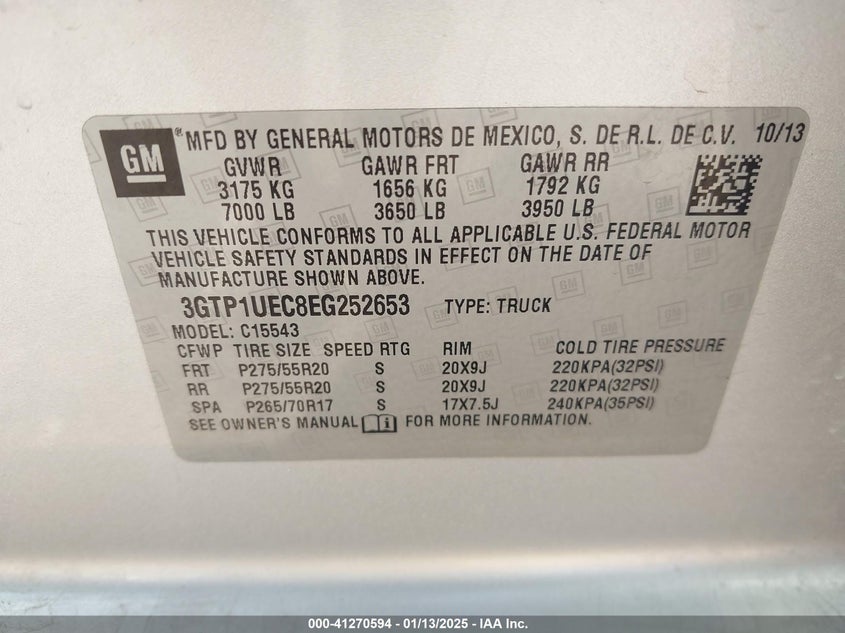 GM
® MFD BY GENERAL MOTORS DE MEXICO, S. DE R.L. DE C.V. 10/13
GVWR GAWR FRT GAWR RR
3175 KG 1656 KG 1792 KG
7000 LB 3650 LB 3950 LB
THIS VEHICLE CONFORMS TO ALL APPLICABLE U.S. FEDERAL MOTOR
VEHICLE SAFETY STANDARDS IN EFFECT ON THE DATE OF
MANUFACTURE SHOWN ABOVE.
3GTP1UEC8EG252653 TYPE: TRUCK
MODEL: C15543
CFWP TIRE SIZE SPEED RTG RIM COLD TIRE PRESSURE
FRT P275/55R20 S 20X9J 220KPA(32PSI)
RR P275/55R20 S 20X9J 220KPA(32PSI)
SPA P265/70R17 S 17X7.5J 240KPA(35PSI)
SEE OWNER'S MANUAL FOR MORE INFORMATION.
000-41270594 - 01/13/2025 - IAA Inc.